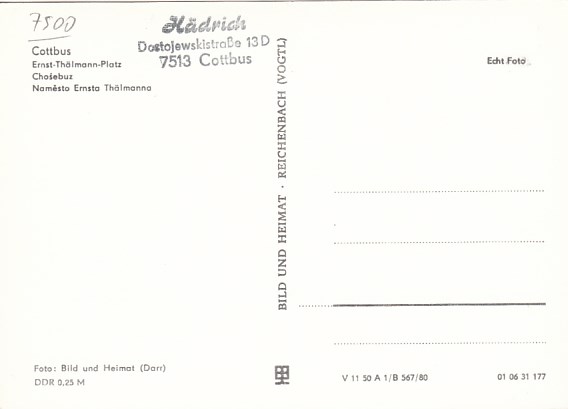 7500
Hädrich
Dostojewskistraße 13 D
7513 Cottbus
Cottbus
Ernst-Thälmann-Platz
Chośebuz
Naměsto Ernsta Thälmanna
Echt Foto
BILD UND HEIMAT · REICHENBACH (VOGTL)
Foto: Bild und Heimat (Darr)
DDR 0,25 M
V 11 50 A 1/B 567/80
01 06 31 177